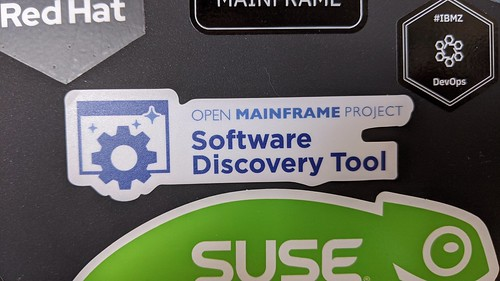 Red Hat
MAINFRAME
#IBMZ
DevOps
OPEN MAINFRAME PROJECT
Software
Discovery Tool
SUSE
®